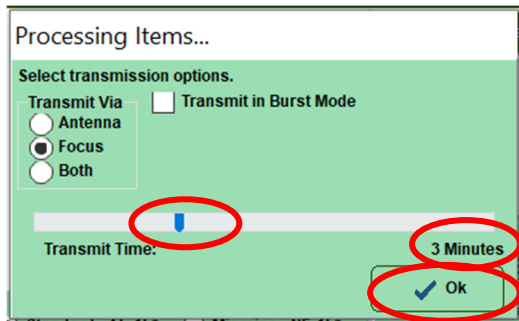 Processing Items...
Select transmission options.
Transmit Via
Transmit in Burst Mode
Antenna
Focus
Both
Transmit Time:
3 Minutes
Ok